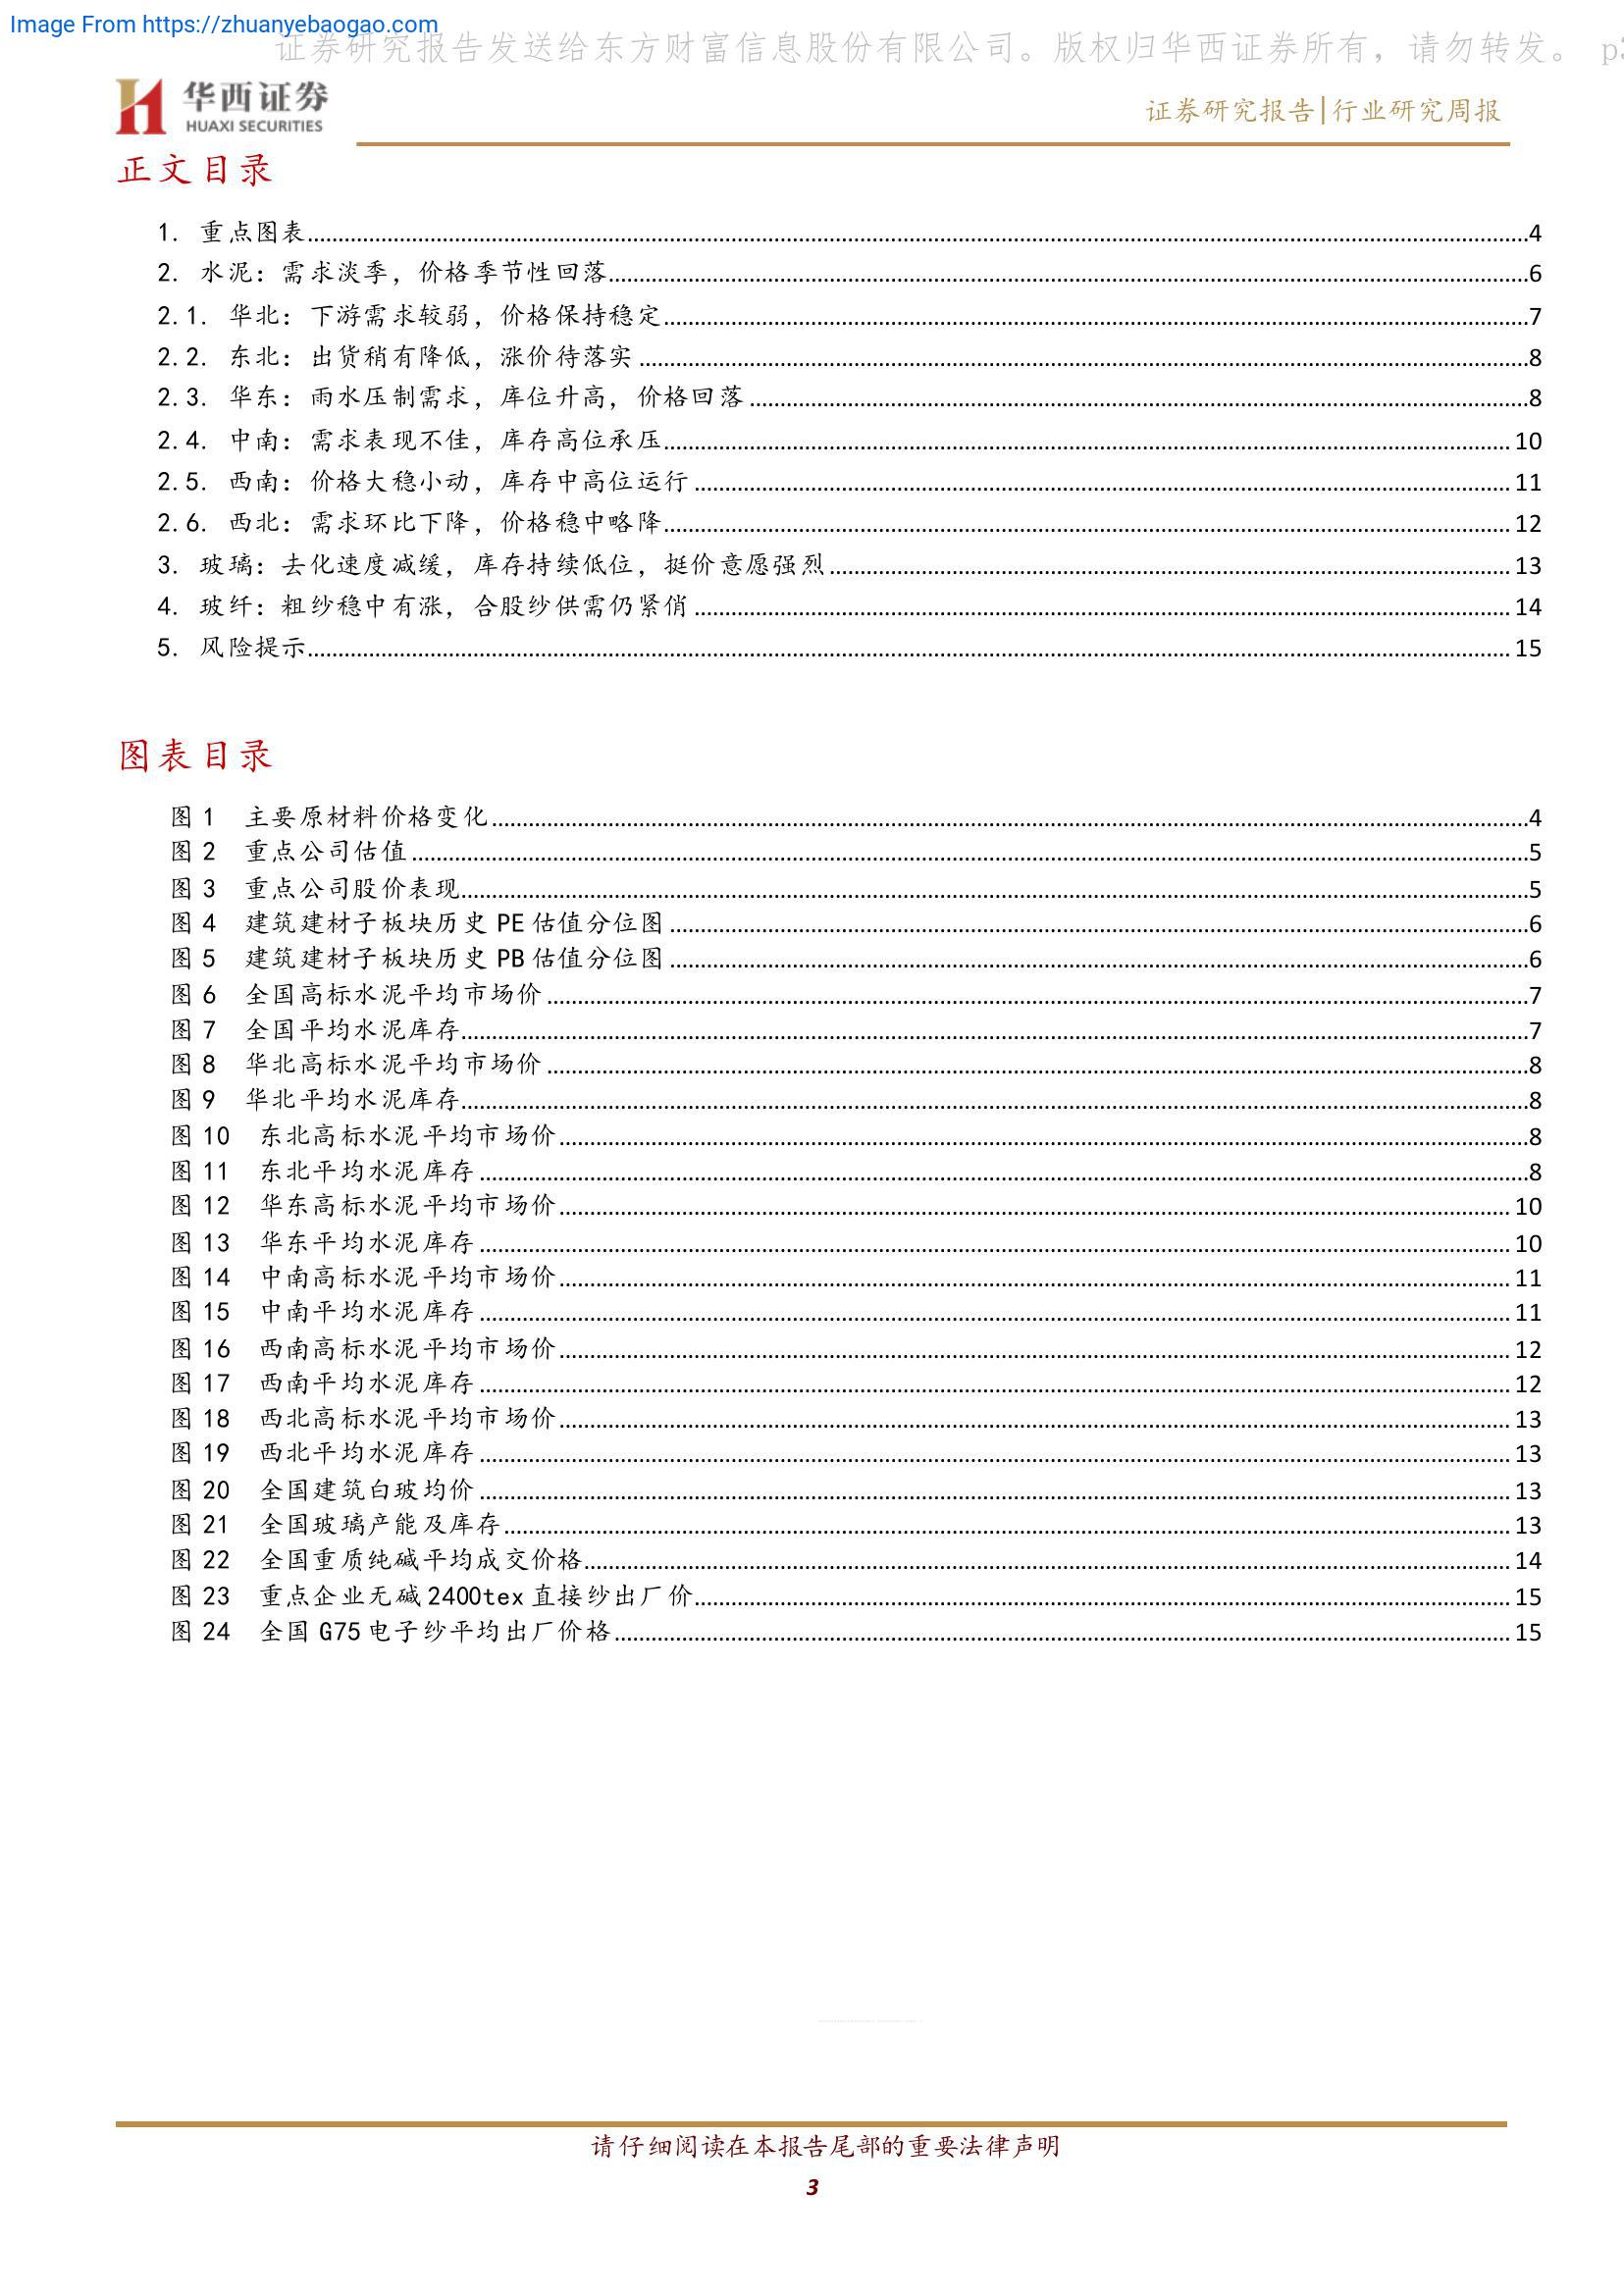 Image From https://zhuanyebaogao.com
证券研究报告发送给东方财富信息股份有限公司。版权归华西证券所有，请勿转发。 p3
华西证券
HUAXI SECURITIES
证券研究报告|行业研究周报
正文目录
1. 重点图表 4
2. 水泥：需求淡季，价格季节性回落 6
2.1. 华北：下游需求较弱，价格保持稳定 7
2.2. 东北：出货稍有降低，涨价待落实 8
2.3. 华东：雨水压制需求，库位升高，价格回落 8
2.4. 中南：需求表现不佳，库存高位承压 10
2.5. 西南：价格大稳小动，库存中高位运行 11
2.6. 西北：需求环比下降，价格稳中略降 12
3. 玻璃：去化速度减缓，库存持续低位，挺价意愿强烈 13
4. 玻纤：粗纱稳中有涨，合股纱供需仍紧俏 14
5. 风险提示 15
图表目录
图 1 主要原材料价格变化 4
图 2 重点公司估值 5
图 3 重点公司股价表现 5
图 4 建筑建材子板块历史 PE 估值分位图 6
图 5 建筑建材子板块历史 PB 估值分位图 6
图 6 全国高标水泥平均市场价 7
图 7 全国平均水泥库存 7
图 8 华北高标水泥平均市场价 8
图 9 华北平均水泥库存 8
图 10 东北高标水泥平均市场价 8
图 11 东北平均水泥库存 8
图 12 华东高标水泥平均市场价 10
图 13 华东平均水泥库存 10
图 14 中南高标水泥平均市场价 11
图 15 中南平均水泥库存 11
图 16 西南高标水泥平均市场价 12
图 17 西南平均水泥库存 12
图 18 西北高标水泥平均市场价 13
图 19 西北平均水泥库存 13
图 20 全国建筑白玻均价 13
图 21 全国玻璃产能及库存 13
图 22 全国重质纯碱平均成交价格 14
图 23 重点企业无碱 2400tex 直接纱出厂价 15
图 24 全国 G75 电子纱平均出厂价格 15
请仔细阅读在本报告尾部的重要法律声明
3